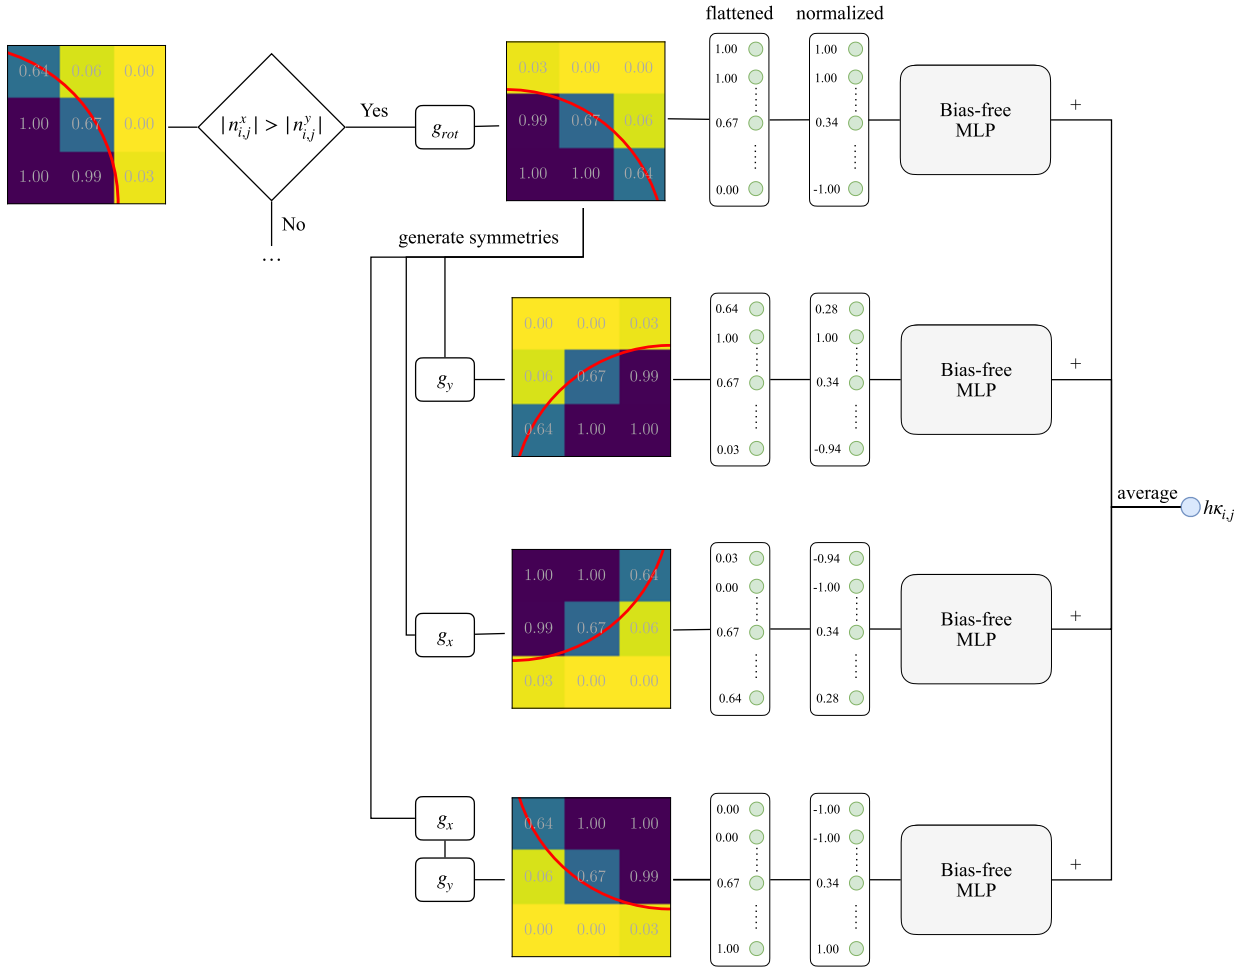 flattened normalized
0.64 0.06 0.00
1.00 0.67 0.00
1.00 0.99 0.03
|n^x_{i,j}| > |n^y_{i,j}|
Yes
No
...
g_{rot}
0.03 0.00 0.00
0.99 0.67 0.06
1.00 1.00 0.64
1.00
1.00
0.67
0.00
1.00
1.00
0.34
-1.00
Bias-free
MLP
+
generate symmetries
g_y
0.00 0.00 0.03
0.06 0.67 0.99
0.64 1.00 1.00
0.64
1.00
0.67
0.03
0.28
1.00
0.34
-0.94
Bias-free
MLP
+
average
hκ_{i,j}
g_x
1.00 1.00 0.64
0.99 0.67 0.06
0.03 0.00 0.00
0.03
0.00
0.67
0.64
-0.94
-1.00
0.34
0.28
Bias-free
MLP
+
g_x
g_y
0.64 1.00 1.00
0.06 0.67 0.99
0.00 0.00 0.03
0.00
0.00
0.67
1.00
-1.00
-1.00
0.34
1.00
Bias-free
MLP
+